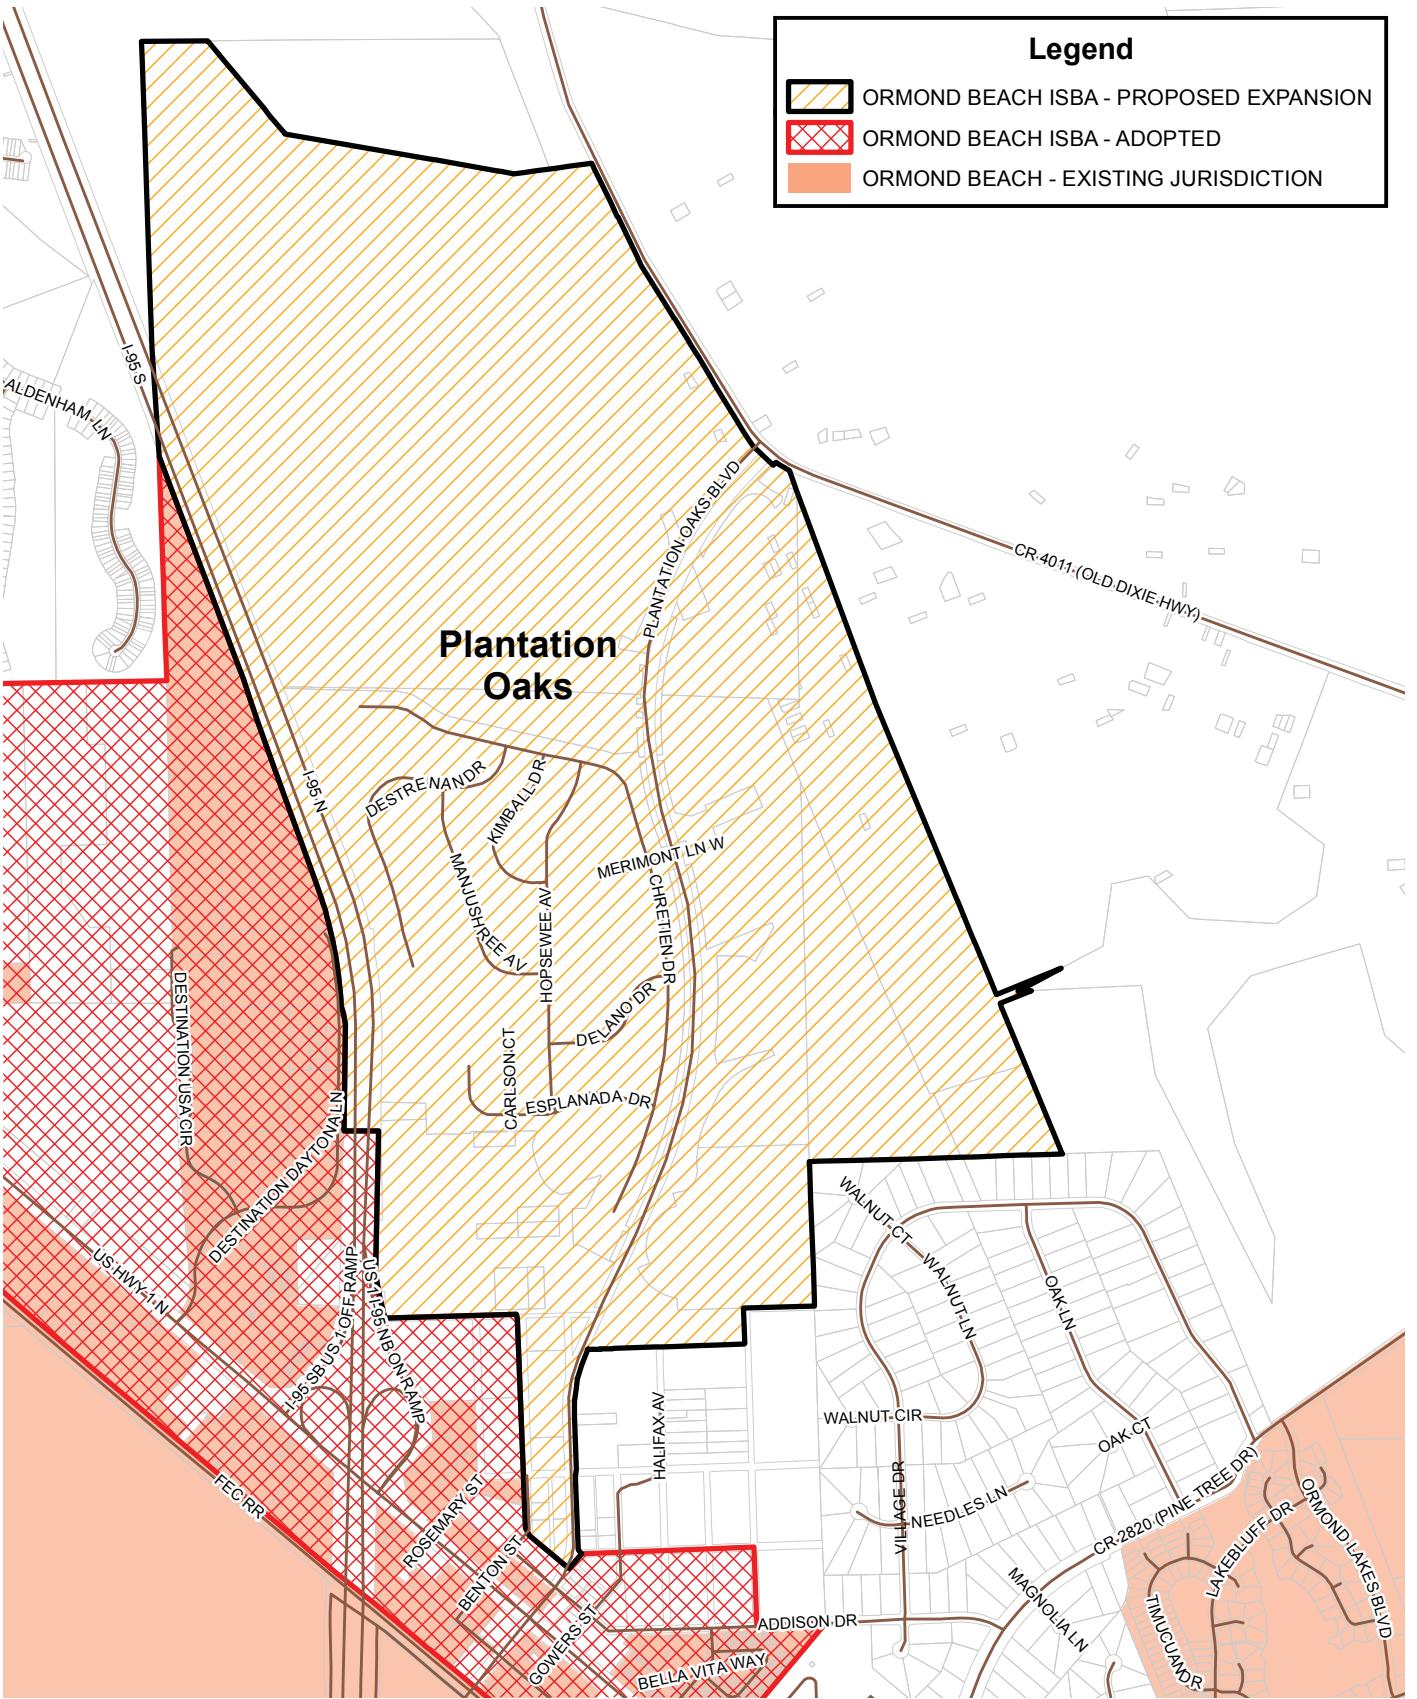 Legend
ORMOND BEACH ISBA - PROPOSED EXPANSION
ORMOND BEACH ISBA - ADOPTED
ORMOND BEACH - EXISTING JURISDICTION
I-95 S
ALDENHAM LN
PLANTATION OAKS BLVD
CR 4011 (OLD DIXIE HWY)
Plantation
Oaks
I-95 N
DESTRENAN DR
KIMBALL DR
MANJUSHREE AV
MERIMONT LN W
HOPSEWEE AV
CHRETIEN DR
DESTINATION USA CIR
DELANO DR
CARLSON CT
ESPLANADA DR
DESTINATION DAYTONA LN
US HWY 1 N
I-95 SB US 1 OFF RAMP
US 1 I-95 NB ON RAMP
WALNUT CT
WALNUT LN
OAK LN
WALNUT CIR
HALIFAX AV
OAK CT
VILLAGE DR
NEEDLES LN
CR 2820 (PINE TREE DR)
FEC RR
ROSEMARY ST
BENTON ST
GOWERS ST
ADDISON DR
BELLA VITA WAY
MAGNOLIA LN
TIMUCUAN DR
LAKEBLUFF DR
ORMOND LAKES BLVD